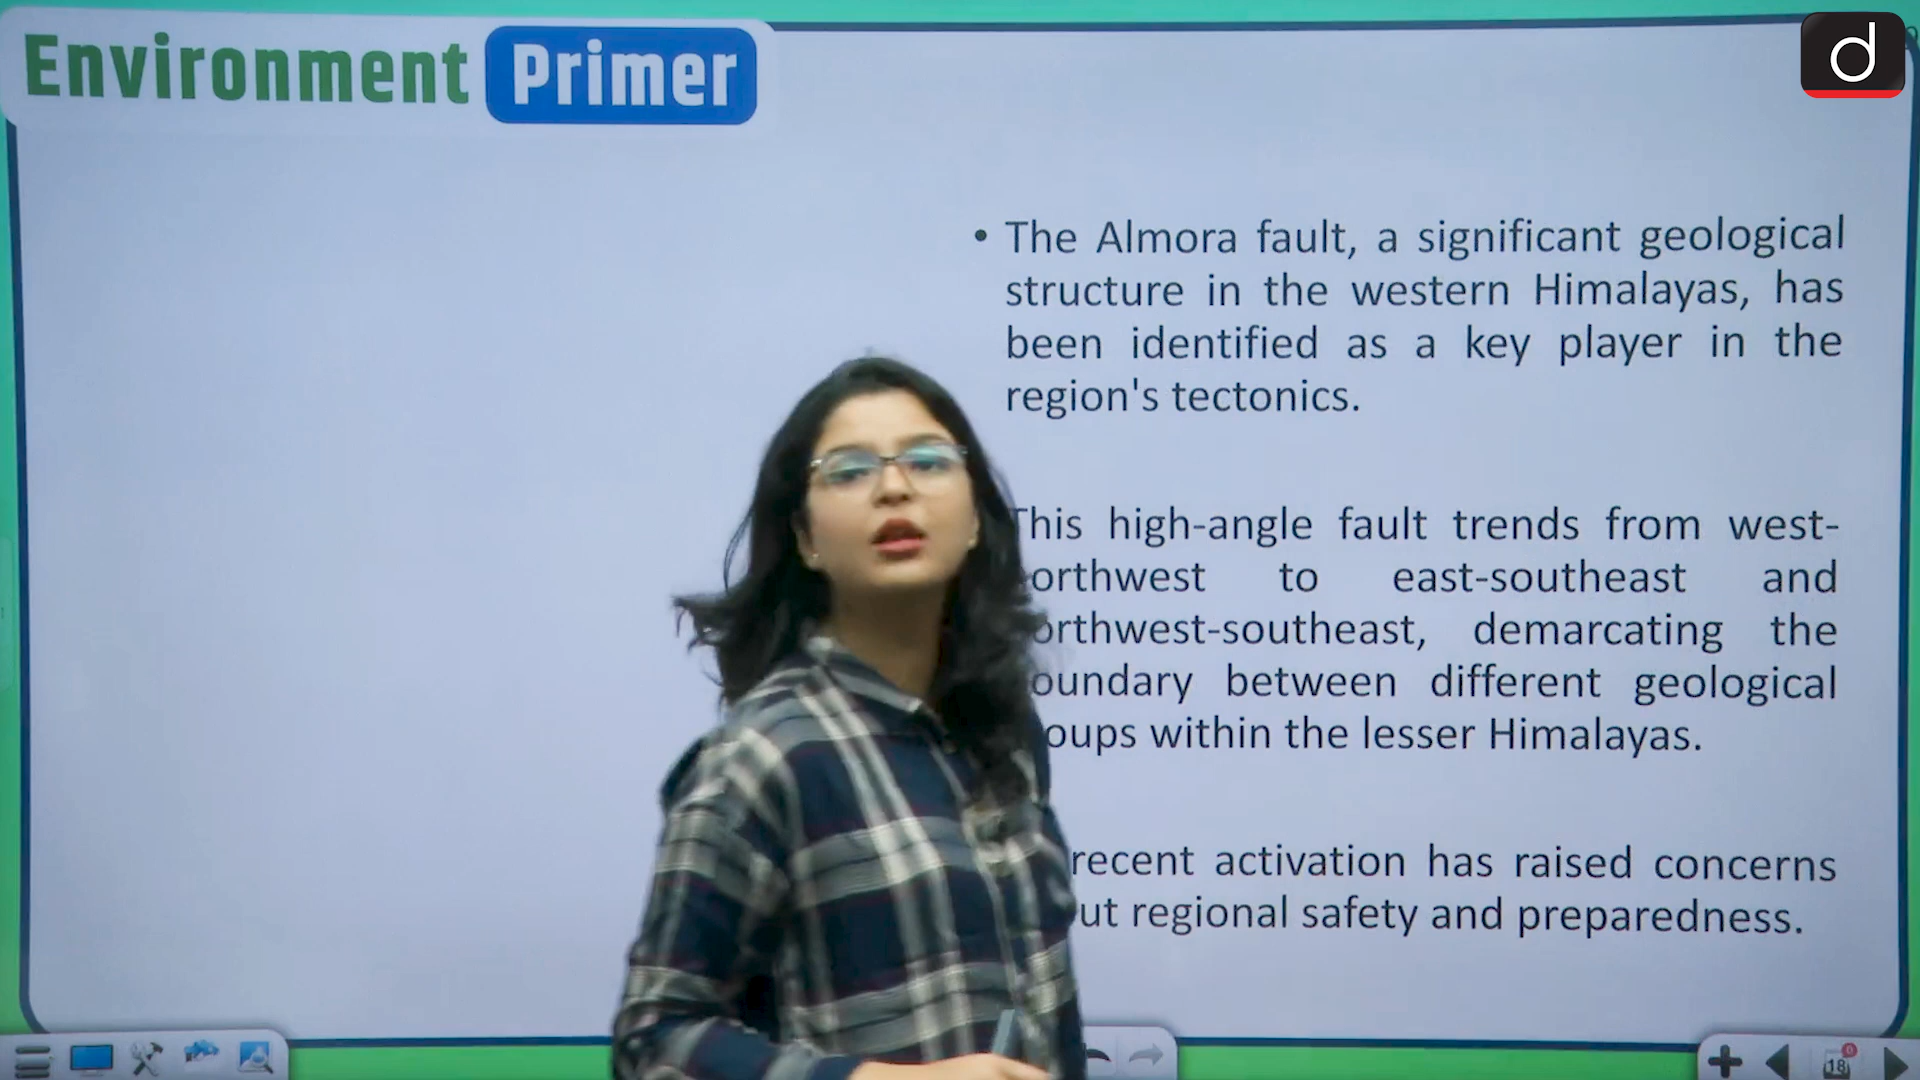 Environment Primer
d
• The Almora fault, a significant geological
structure in the western Himalayas, has
been identified as a key player in the
region's tectonics.
This high-angle fault trends from west-
orthwest to east-southeast and
orthwest-southeast, demarcating the
oundary between different geological
oups within the lesser Himalayas.
recent activation has raised concerns
ut regional safety and preparedness.
18